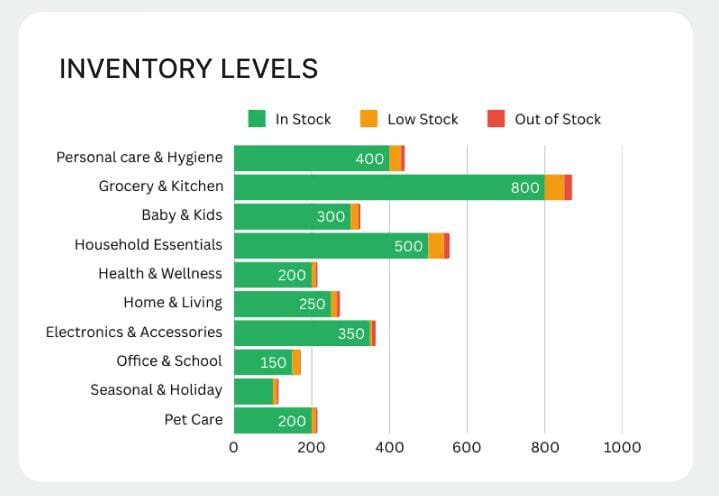 INVENTORY LEVELS
In Stock Low Stock Out of Stock
Personal care & Hygiene 400
Grocery & Kitchen 800
Baby & Kids 300
Household Essentials 500
Health & Wellness 200
Home & Living 250
Electronics & Accessories 350
Office & School 150
Seasonal & Holiday
Pet Care 200
0 200 400 600 800 1000